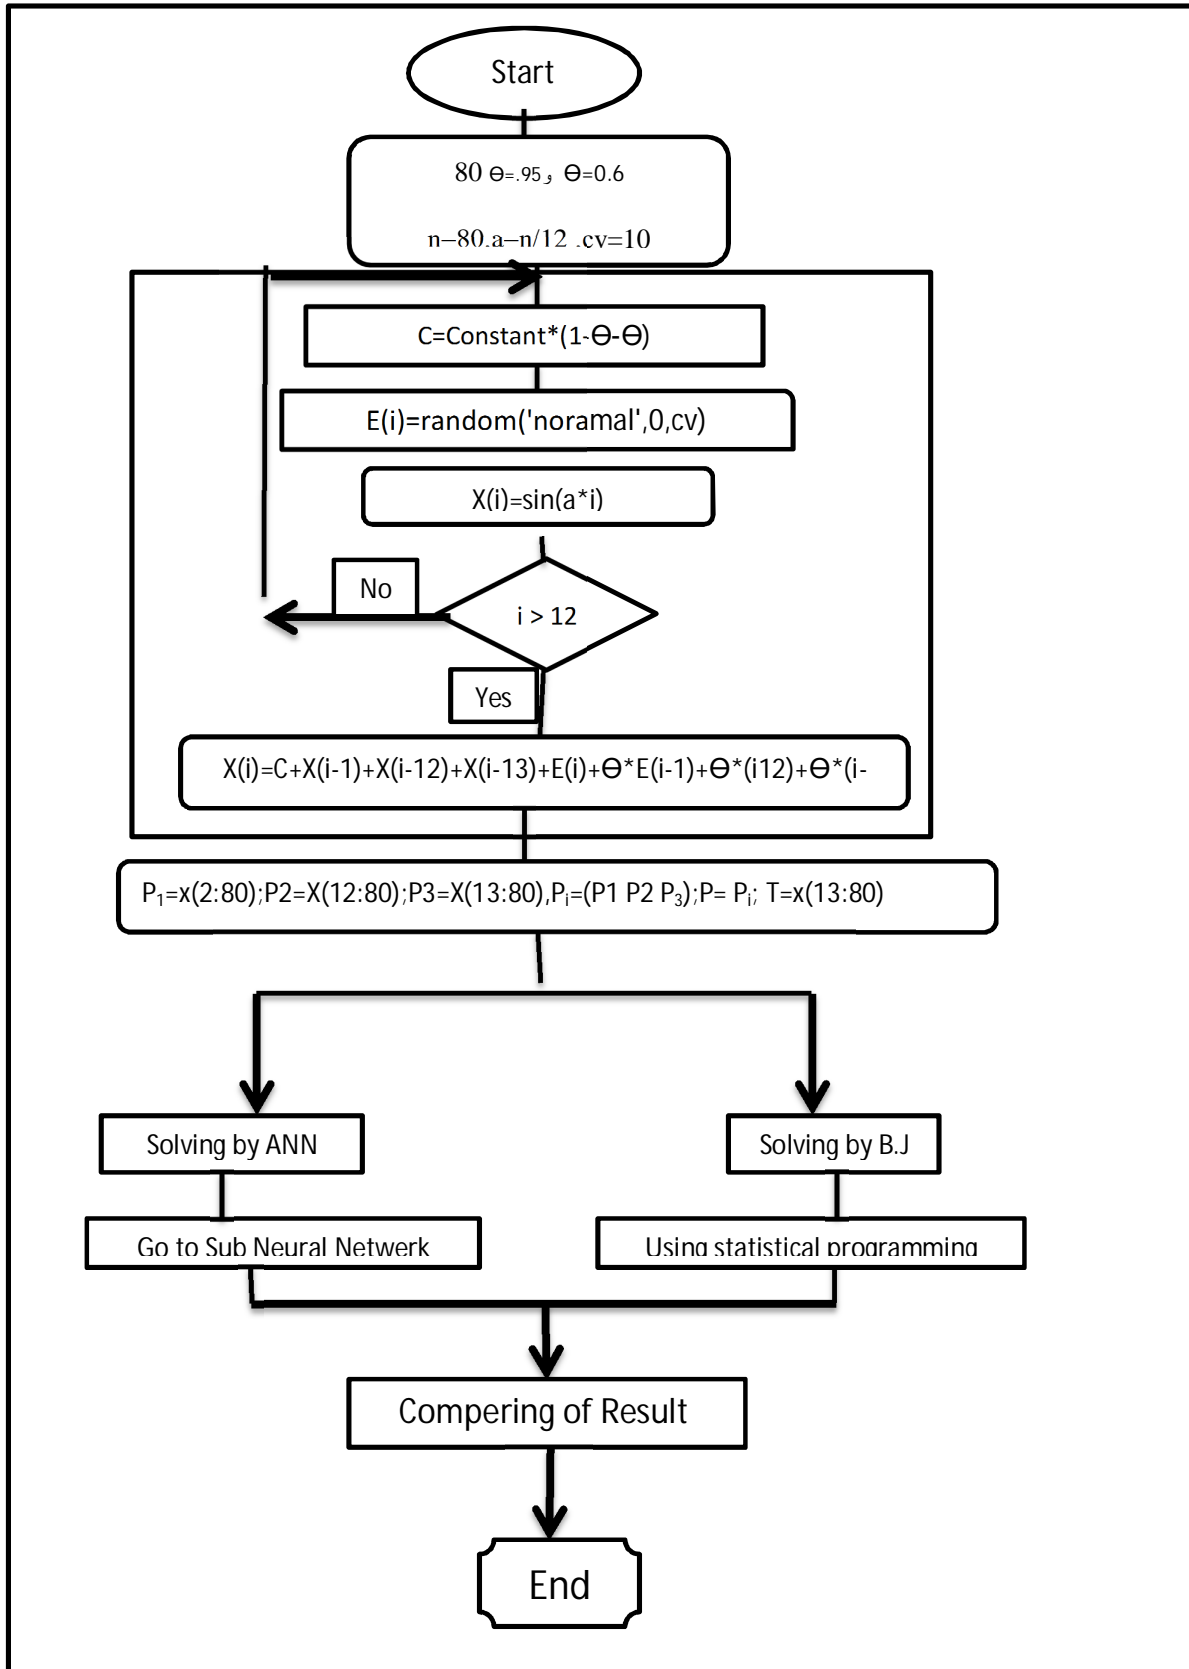 Start
80 Ө=.95 و Ө=0.6
n=80.a=n/12 .cv=10
C=Constant*(1-Ө-Ө)
E(i)=random('noramal',0,cv)
X(i)=sin(a*i)
No
i > 12
Yes
X(i)=C+X(i-1)+X(i-12)+X(i-13)+E(i)+Ө*E(i-1)+Ө*(i12)+Ө*(i-
P₁=x(2:80);P2=X(12:80);P3=X(13:80),Pᵢ=(P1 P2 P₃);P= Pᵢ; T=x(13:80)
Solving by ANN
Solving by B.J
Go to Sub Neural Netwerk
Using statistical programming
Compering of Result
End